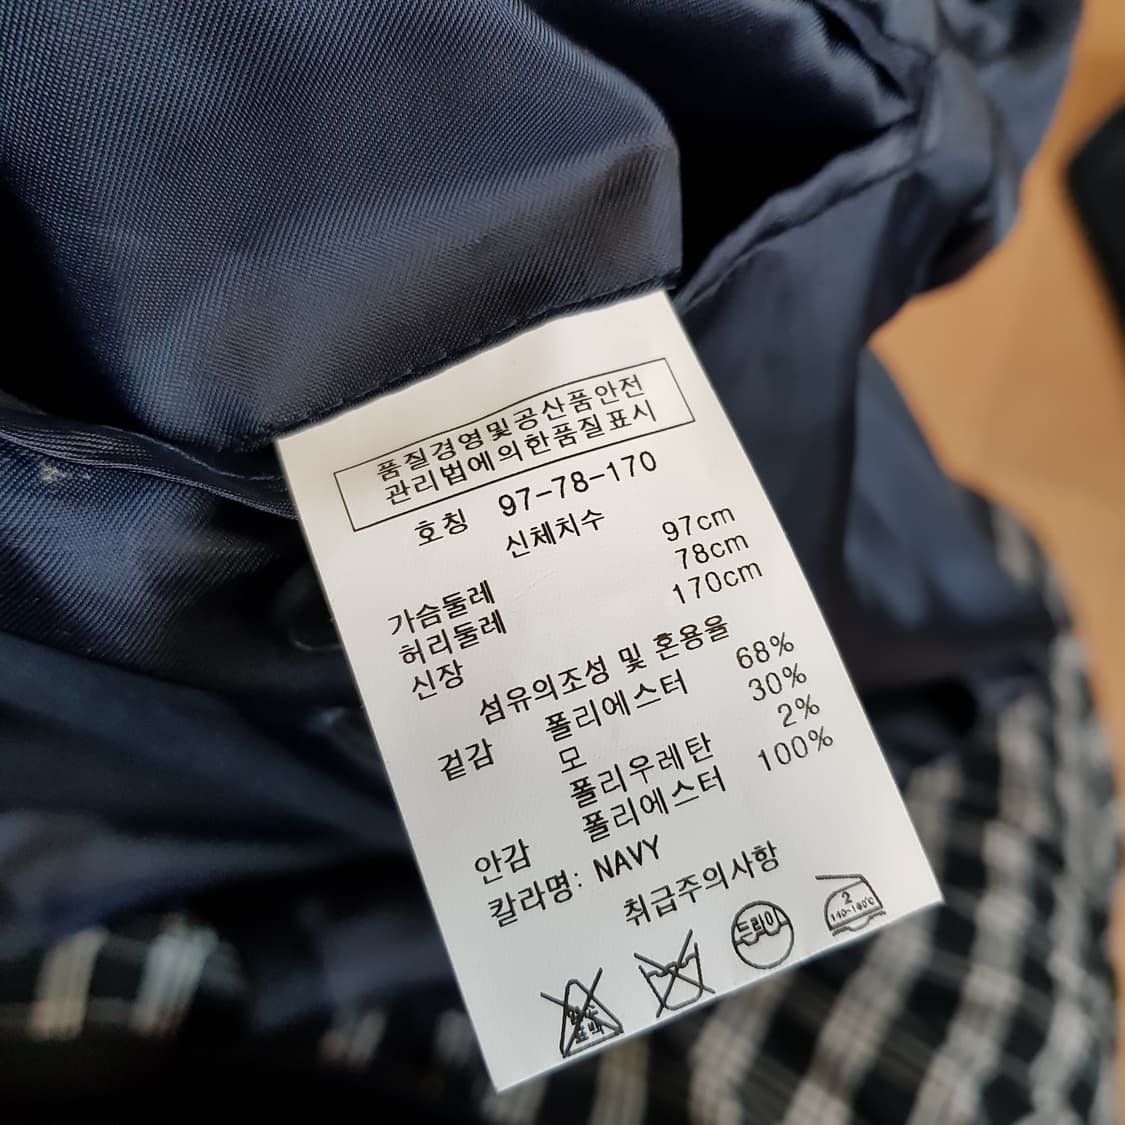 품질경영및공산품안전
관리법에의한품질표시
호칭 97-78-170
신체치수
가슴둘레 97cm
허리둘레 78cm
신장 170cm
섬유의조성 및 혼용율
겉감 폴리에스터 68%
모 30%
폴리우레탄 2%
안감 폴리에스터 100%
칼라명: NAVY
취급주의사항
드라이
2